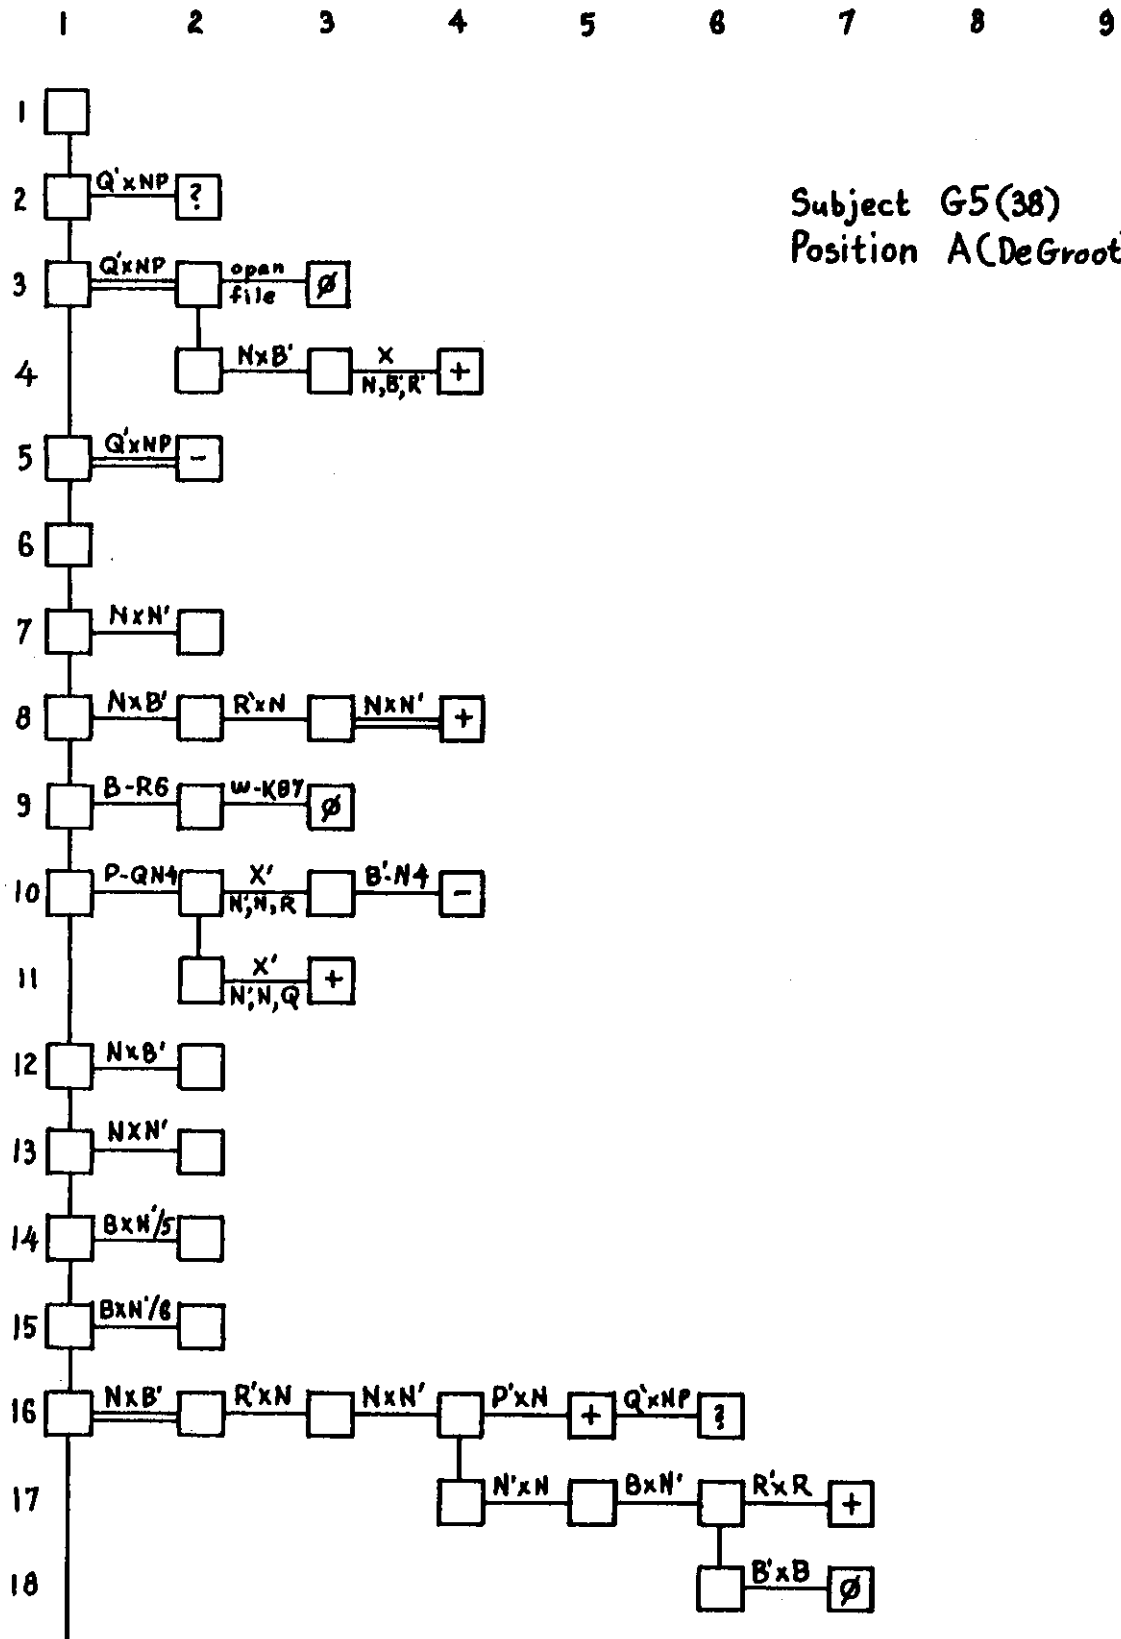 1 2 3 4 5 6 7 8 9
1
2 Q'xNP ?
Subject G5(38)
Position A(DeGroot)
3 Q'xNP open file ø
4 NxB' X N,B',R' +
5 Q'xNP -
6
7 NxN'
8 NxB' R'xN NxN' +
9 B-R6 W-KB7 ø
10 P-QN4 X' N',N,R B'-N4 -
11 X' N',N,Q +
12 NxB'
13 NXN'
14 BxN'/5
15 BxN'/6
16 NxB' R'xN NxN' P'xN + Q'xNP ?
17 N'xN BxN' R'xR +
18 B'xB ø